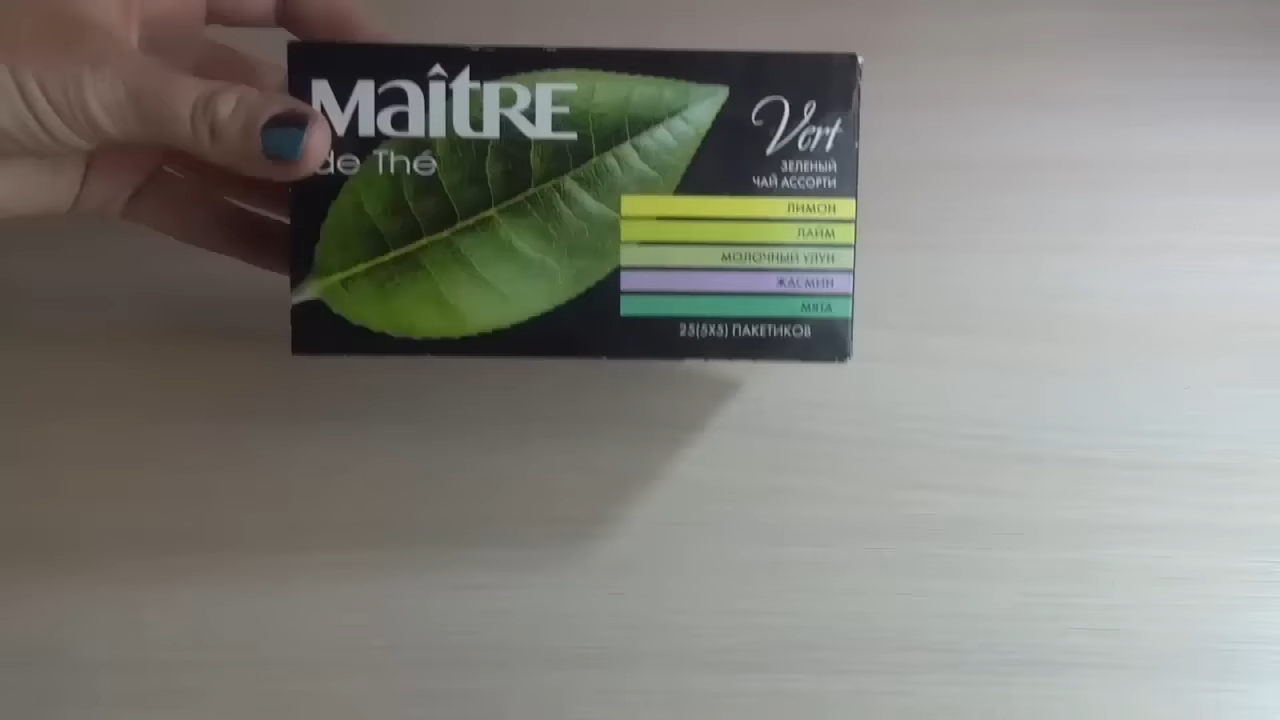 MaîtRE
de Thé
Vert
ЗЕЛЕНЫЙ
ЧАЙ АССОРТИ
ЛИМОН
ЛАЙМ
МОЛОЧНЫЙ УЛУН
ЖАСМИН
МЯТА
25(5X5) ПАКЕТИКОВ